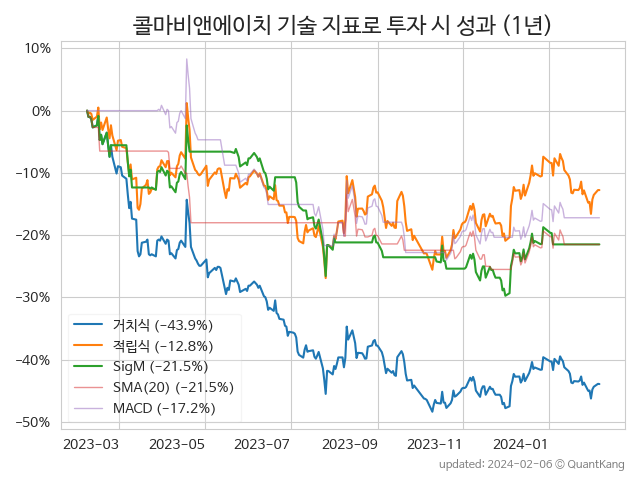 콜마비앤에이치 기술 지표로 투자 시 성과 (1년)
10%
0%
−10%
−20%
−30%
−40%
−50%
거치식 (−43.9%)
적립식 (−12.8%)
SigM (−21.5%)
SMA(20) (−21.5%)
MACD (−17.2%)
2023−03 2023−05 2023−07 2023−09 2023−11 2024−01
updated: 2024−02−06 © QuantKang